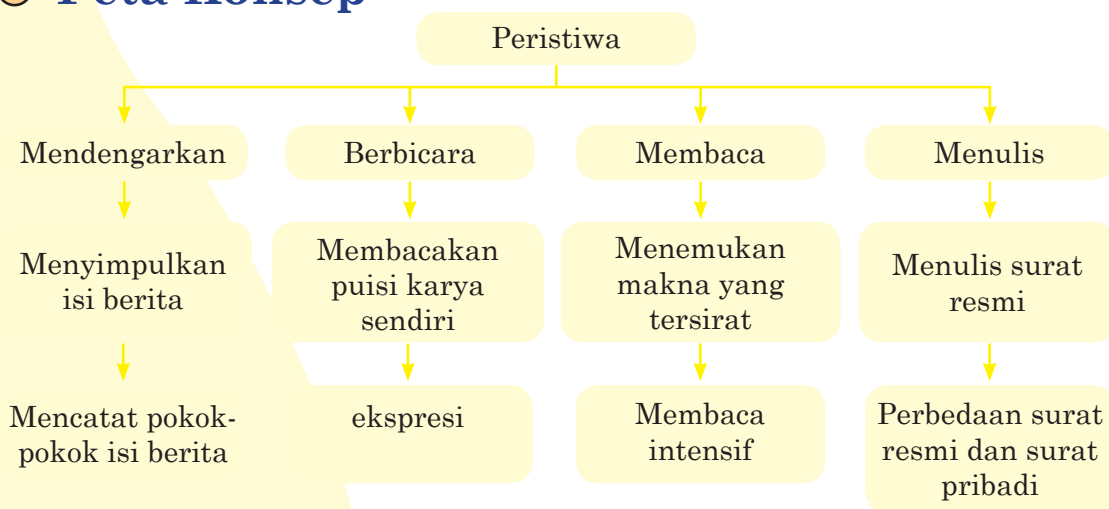 Peta Konsep
Peristiwa
Mendengarkan
Berbicara
Membaca
Menulis
Menyimpulkan
isi berita
Membacakan
puisi karya
sendiri
Menemukan
makna yang
tersirat
Menulis surat
resmi
Mencatat pokok-
pokok isi berita
ekspresi
Membaca
intensif
Perbedaan surat
resmi dan surat
pribadi